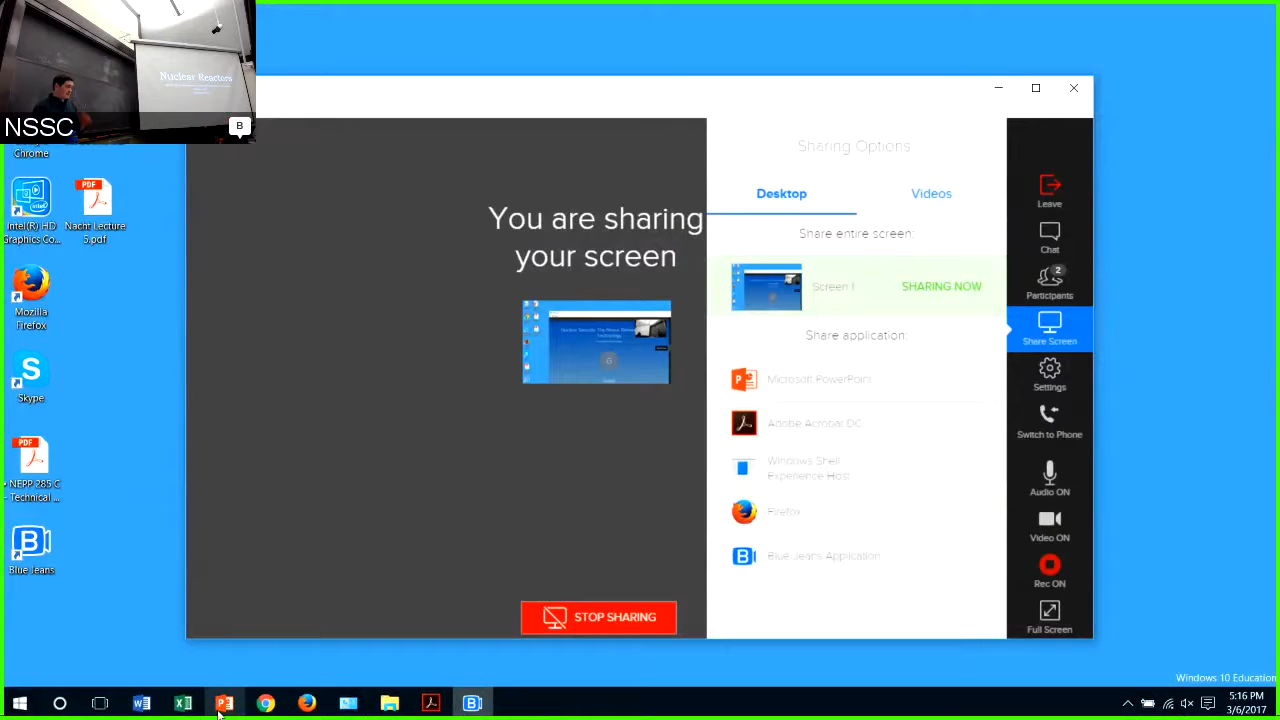 Nuclear Reactors
NSSC
B
Chrome
Intel(R) HD
Graphics Co...
PDF
Nacht Lecture
5.pdf
Mozilla
Firefox
S
Skype
PDF
NEPP 285 C
- Technical ...
B
Blue Jeans
You are sharing
your screen
STOP SHARING
Sharing Options
Desktop
Videos
Share entire screen:
Screen 1
SHARING NOW
Share application:
Microsoft PowerPoint
Adobe Acrobat DC
Windows Shell
Experience Host
Firefox
Blue Jeans Application
Leave
Chat
2
Participants
Share Screen
Settings
Switch to Phone
Audio ON
Video ON
Rec ON
Full Screen
Windows 10 Education
5:16 PM
3/6/2017